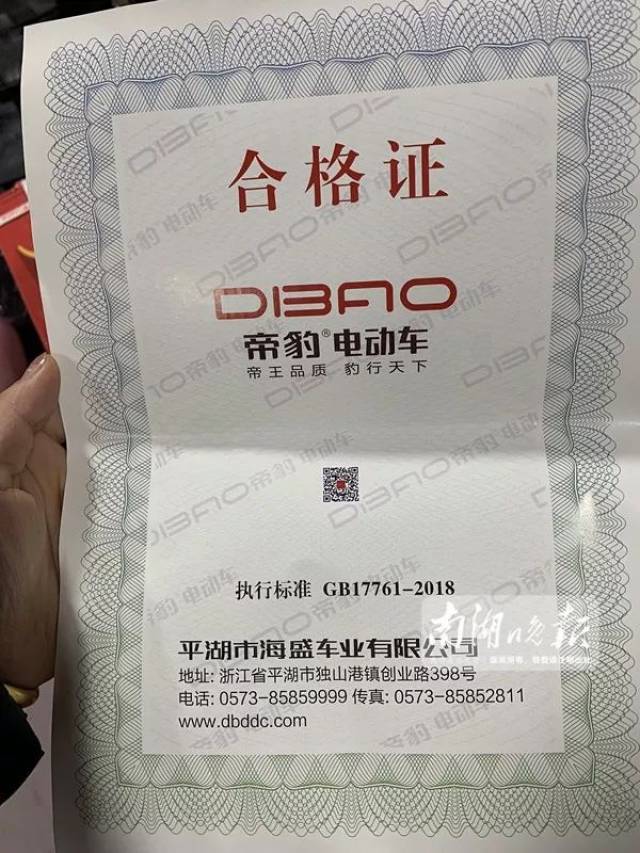 合格证
DIBAO
帝豹®电动车
帝王品质 豹行天下
执行标准 GB17761-2018
南湖晚报
平湖市海盛车业有限公司
地址: 浙江省平湖市独山港镇创业路398号
电话: 0573-85859999 传真: 0573-85852811
www.dbddc.com